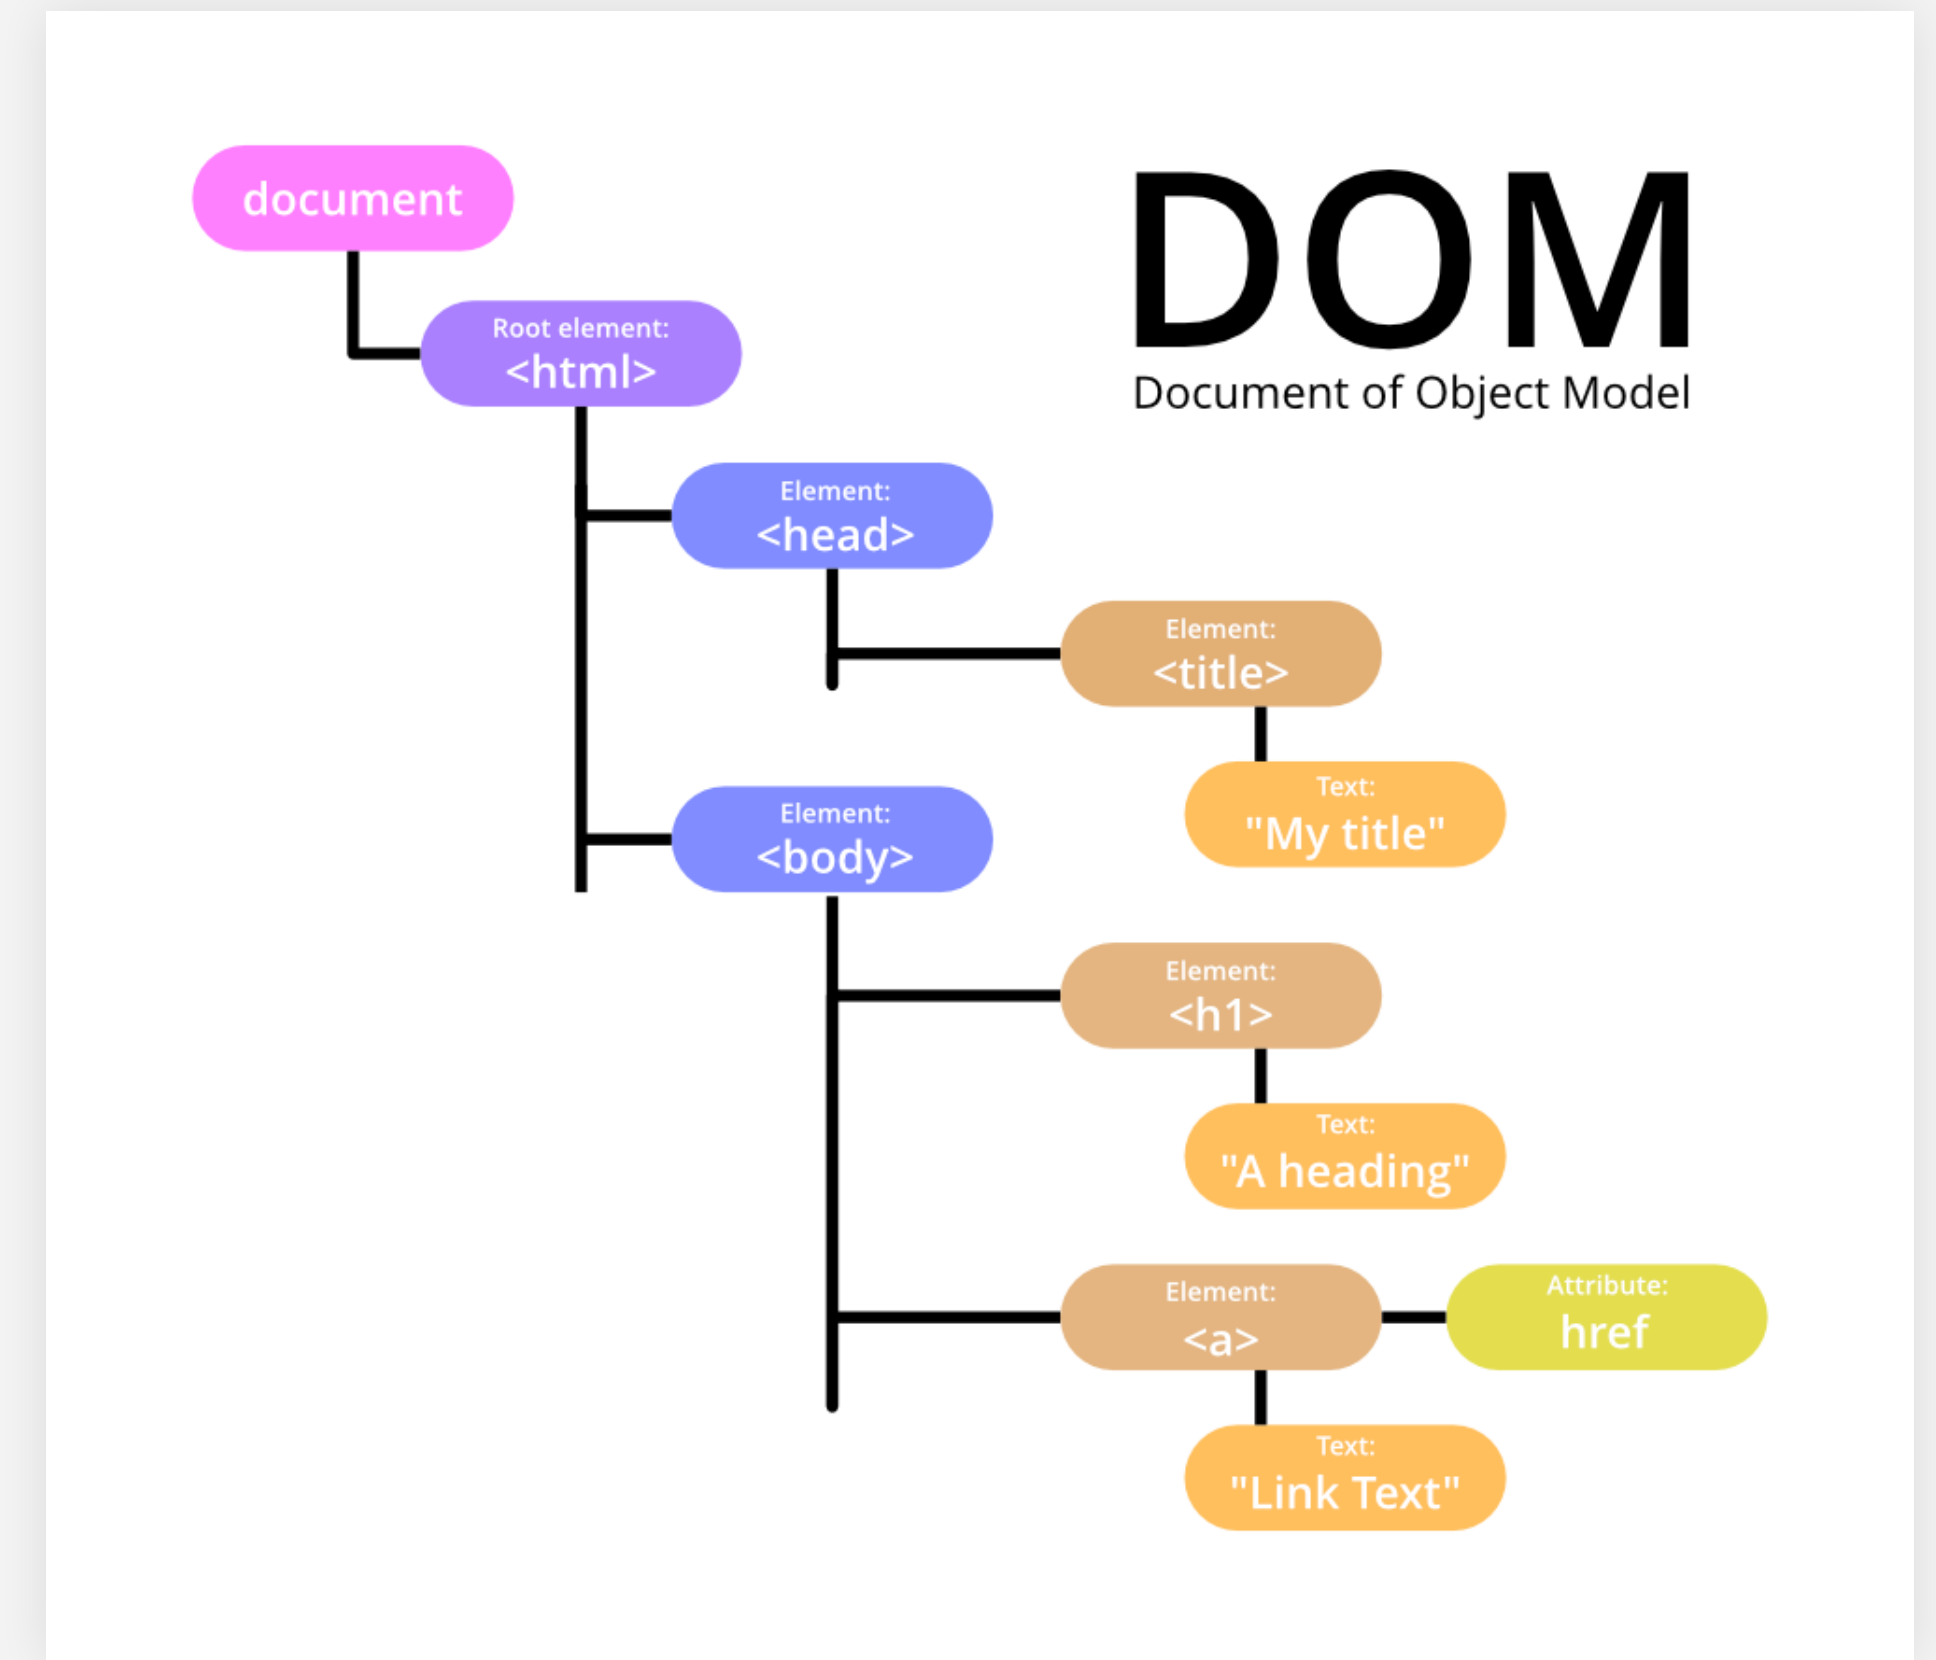 document
DOM
Document of Object Model
Root element:
<html>
Element:
<head>
Element:
<title>
Text:
"My title"
Element:
<body>
Element:
<h1>
Text:
"A heading"
Element:
<a>
Attribute:
href
Text:
"Link Text"